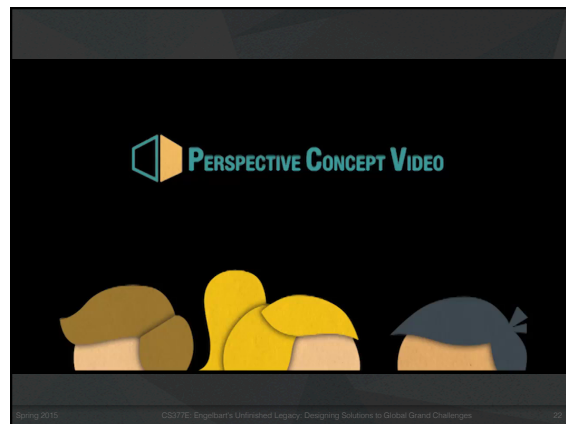 PERSPECTIVE CONCEPT VIDEO
Spring 2015 CS377E: Engelbart's Unfinished Legacy: Designing Solutions to Global Grand Challenges 22